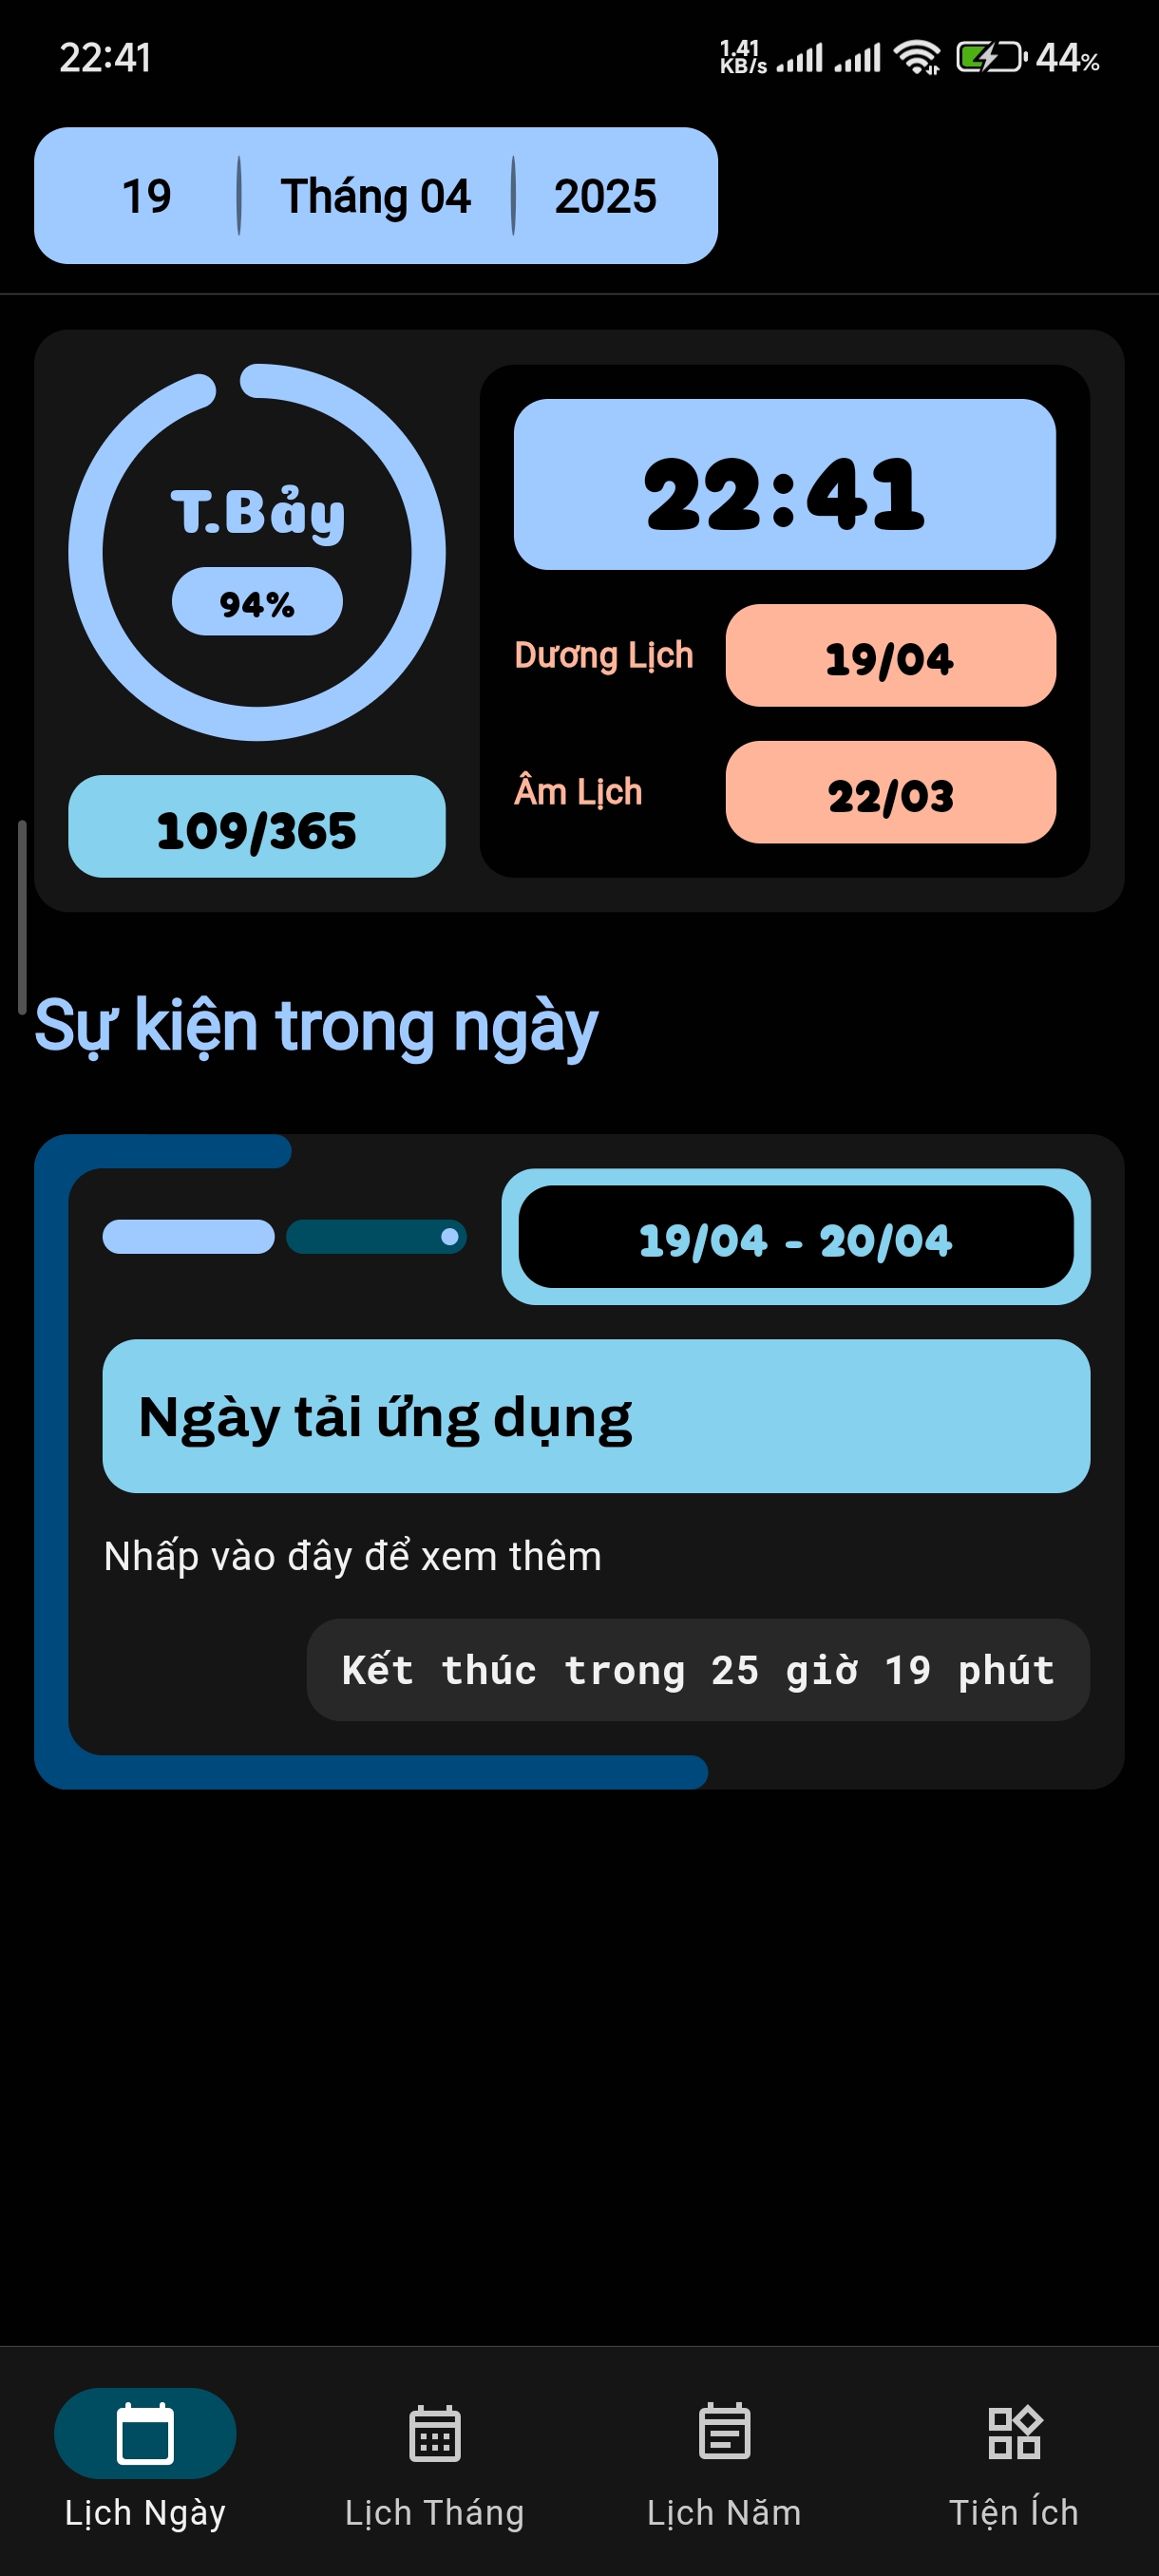 22:41
1.41 KB/s
44%
19 Tháng 04 2025
T.Bảy
94%
109/365
22:41
Dương Lịch 19/04
Âm Lịch 22/03
Sự kiện trong ngày
19/04 - 20/04
Ngày tải ứng dụng
Nhấp vào đây để xem thêm
Kết thúc trong 25 giờ 19 phút
Lịch Ngày
Lịch Tháng
Lịch Năm
Tiện Ích